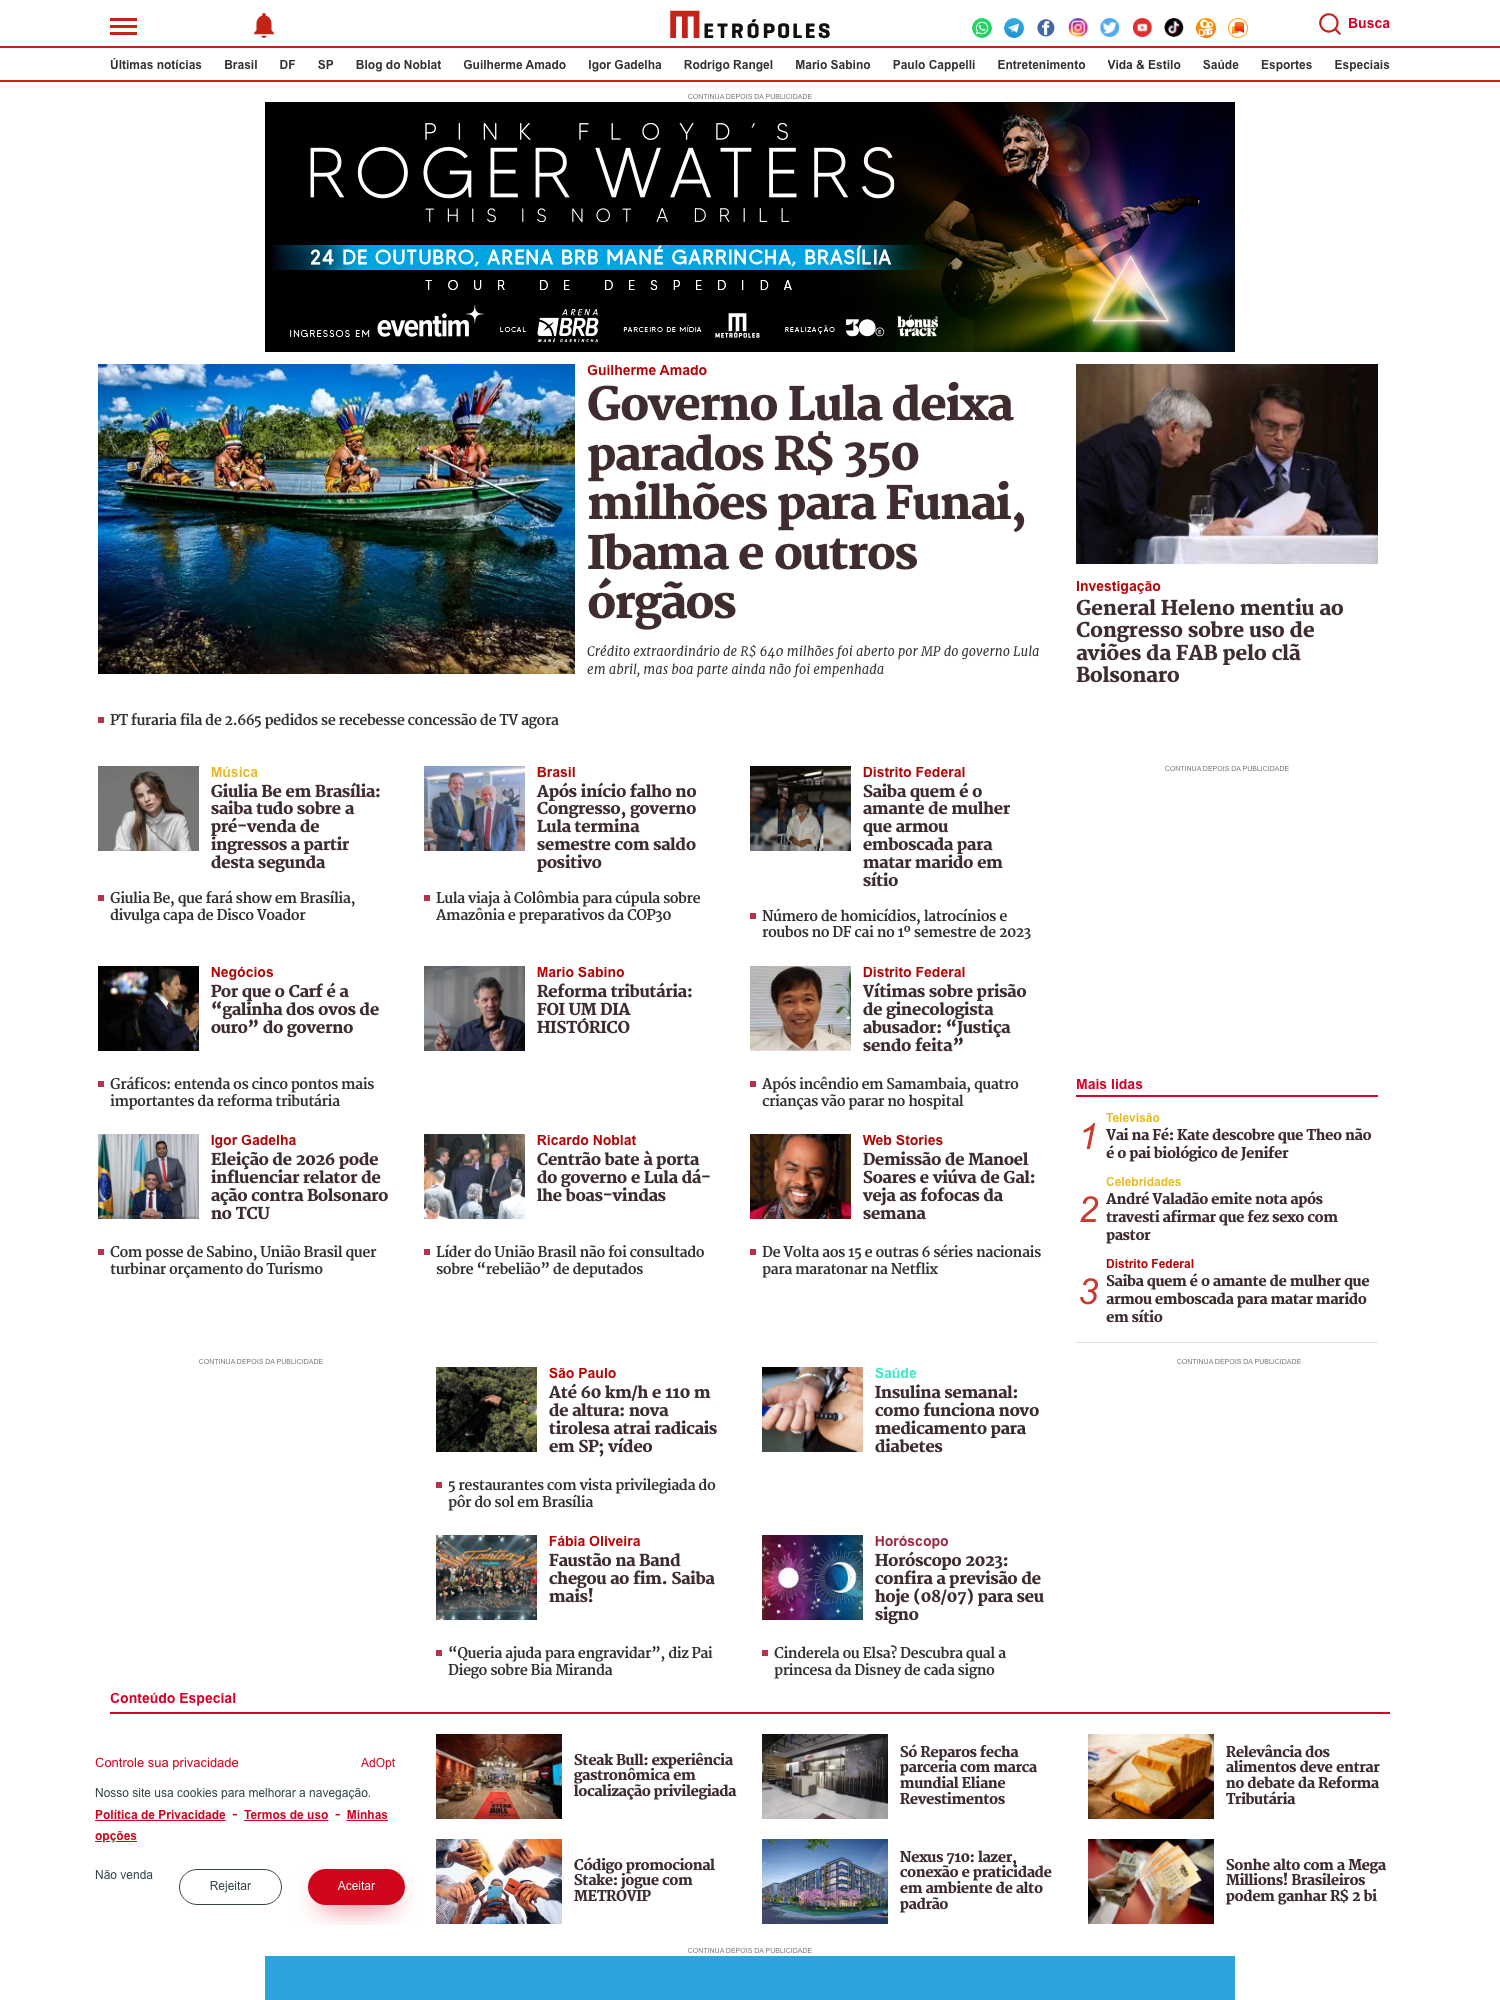 METRÓPOLES
Busca
Últimas notícias Brasil DF SP Blog do Noblat Guilherme Amado Igor Gadelha Rodrigo Rangel Mario Sabino Paulo Cappelli Entretenimento Vida & Estilo Saúde Esportes Especiais
CONTINUA DEPOIS DA PUBLICIDADE
PINK FLOYD'S
ROGER WATERS
THIS IS NOT A DRILL
24 DE OUTUBRO, ARENA BRB MANÉ GARRINCHA, BRASÍLIA
TOUR DE DESPEDIDA
INGRESSOS EM eventim LOCAL ARENA BRB MANÉ GARRINCHA PARCEIRO DE MÍDIA METRÓPOLES REALIZAÇÃO 30e bónus track
Guilherme Amado
Governo Lula deixa
parados R$ 350
milhões para Funai,
Ibama e outros
órgãos
Crédito extraordinário de R$ 640 milhões foi aberto por MP do governo Lula
em abril, mas boa parte ainda não foi empenhada
Investigação
General Heleno mentiu ao
Congresso sobre uso de
aviões da FAB pelo clã
Bolsonaro
PT furaria fila de 2.665 pedidos se recebesse concessão de TV agora
Música
Giulia Be em Brasília:
saiba tudo sobre a
pré-venda de
ingressos a partir
desta segunda
Giulia Be, que fará show em Brasília,
divulga capa de Disco Voador
Brasil
Após início falho no
Congresso, governo
Lula termina
semestre com saldo
positivo
Lula viaja à Colômbia para cúpula sobre
Amazônia e preparativos da COP30
Distrito Federal
Saiba quem é o
amante de mulher
que armou
emboscada para
matar marido em
sítio
Número de homicídios, latrocínios e
roubos no DF cai no 1º semestre de 2023
CONTINUA DEPOIS DA PUBLICIDADE
Negócios
Por que o Carf é a
“galinha dos ovos de
ouro” do governo
Gráficos: entenda os cinco pontos mais
importantes da reforma tributária
Mario Sabino
Reforma tributária:
FOI UM DIA
HISTÓRICO
Distrito Federal
Vítimas sobre prisão
de ginecologista
abusador: “Justiça
sendo feita”
Após incêndio em Samambaia, quatro
crianças vão parar no hospital
Igor Gadelha
Eleição de 2026 pode
influenciar relator de
ação contra Bolsonaro
no TCU
Com posse de Sabino, União Brasil quer
turbinar orçamento do Turismo
Ricardo Noblat
Centrão bate à porta
do governo e Lula dá-
lhe boas-vindas
Líder do União Brasil não foi consultado
sobre “rebelião” de deputados
Web Stories
Demissão de Manoel
Soares e viúva de Gal:
veja as fofocas da
semana
De Volta aos 15 e outras 6 séries nacionais
para maratonar na Netflix
Mais lidas
1
Televisão
Vai na Fé: Kate descobre que Theo não
é o pai biológico de Jenifer
2
Celebridades
André Valadão emite nota após
travesti afirmar que fez sexo com
pastor
3
Distrito Federal
Saiba quem é o amante de mulher que
armou emboscada para matar marido
em sítio
CONTINUA DEPOIS DA PUBLICIDADE
São Paulo
Até 60 km/h e 110 m
de altura: nova
tirolesa atrai radicais
em SP; vídeo
5 restaurantes com vista privilegiada do
pôr do sol em Brasília
Saúde
Insulina semanal:
como funciona novo
medicamento para
diabetes
CONTINUA DEPOIS DA PUBLICIDADE
Fábia Oliveira
Faustão na Band
chegou ao fim. Saiba
mais!
“Queria ajuda para engravidar”, diz Pai
Diego sobre Bia Miranda
Horóscopo
Horóscopo 2023:
confira a previsão de
hoje (08/07) para seu
signo
Cinderela ou Elsa? Descubra qual a
princesa da Disney de cada signo
Conteúdo Especial
Controle sua privacidade AdOpt
Nosso site usa cookies para melhorar a navegação.
Política de Privacidade - Termos de uso - Minhas
opções
Não venda
Rejeitar
Aceitar
Steak Bull: experiência
gastronômica em
localização privilegiada
Só Reparos fecha
parceria com marca
mundial Eliane
Revestimentos
Relevância dos
alimentos deve entrar
no debate da Reforma
Tributária
Código promocional
Stake: jogue com
METROVIP
Nexus 710: lazer,
conexão e praticidade
em ambiente de alto
padrão
Sonhe alto com a Mega
Millions! Brasileiros
podem ganhar R$ 2 bi
CONTINUA DEPOIS DA PUBLICIDADE